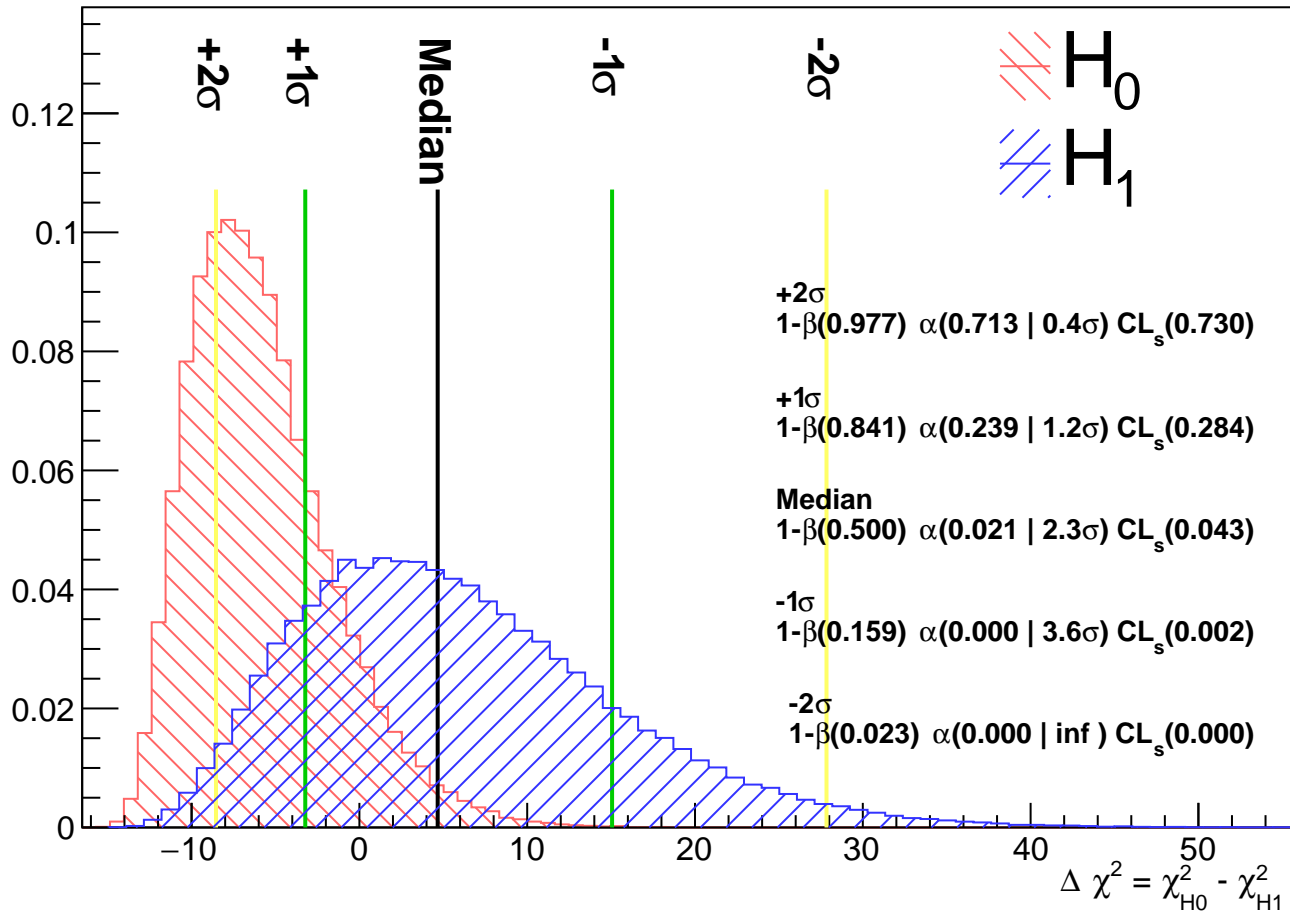 +2σ
+1σ
Median
-1σ
-2σ
H0
H1
0.12
0.1
0.08
0.06
0.04
0.02
0
+2σ
1-β(0.977) α(0.713 | 0.4σ) CLs(0.730)
+1σ
1-β(0.841) α(0.239 | 1.2σ) CLs(0.284)
Median
1-β(0.500) α(0.021 | 2.3σ) CLs(0.043)
-1σ
1-β(0.159) α(0.000 | 3.6σ) CLs(0.002)
-2σ
1-β(0.023) α(0.000 | inf ) CLs(0.000)
−10 0 10 20 30 40 50
Δ χ² = χ²H0 - χ²H1